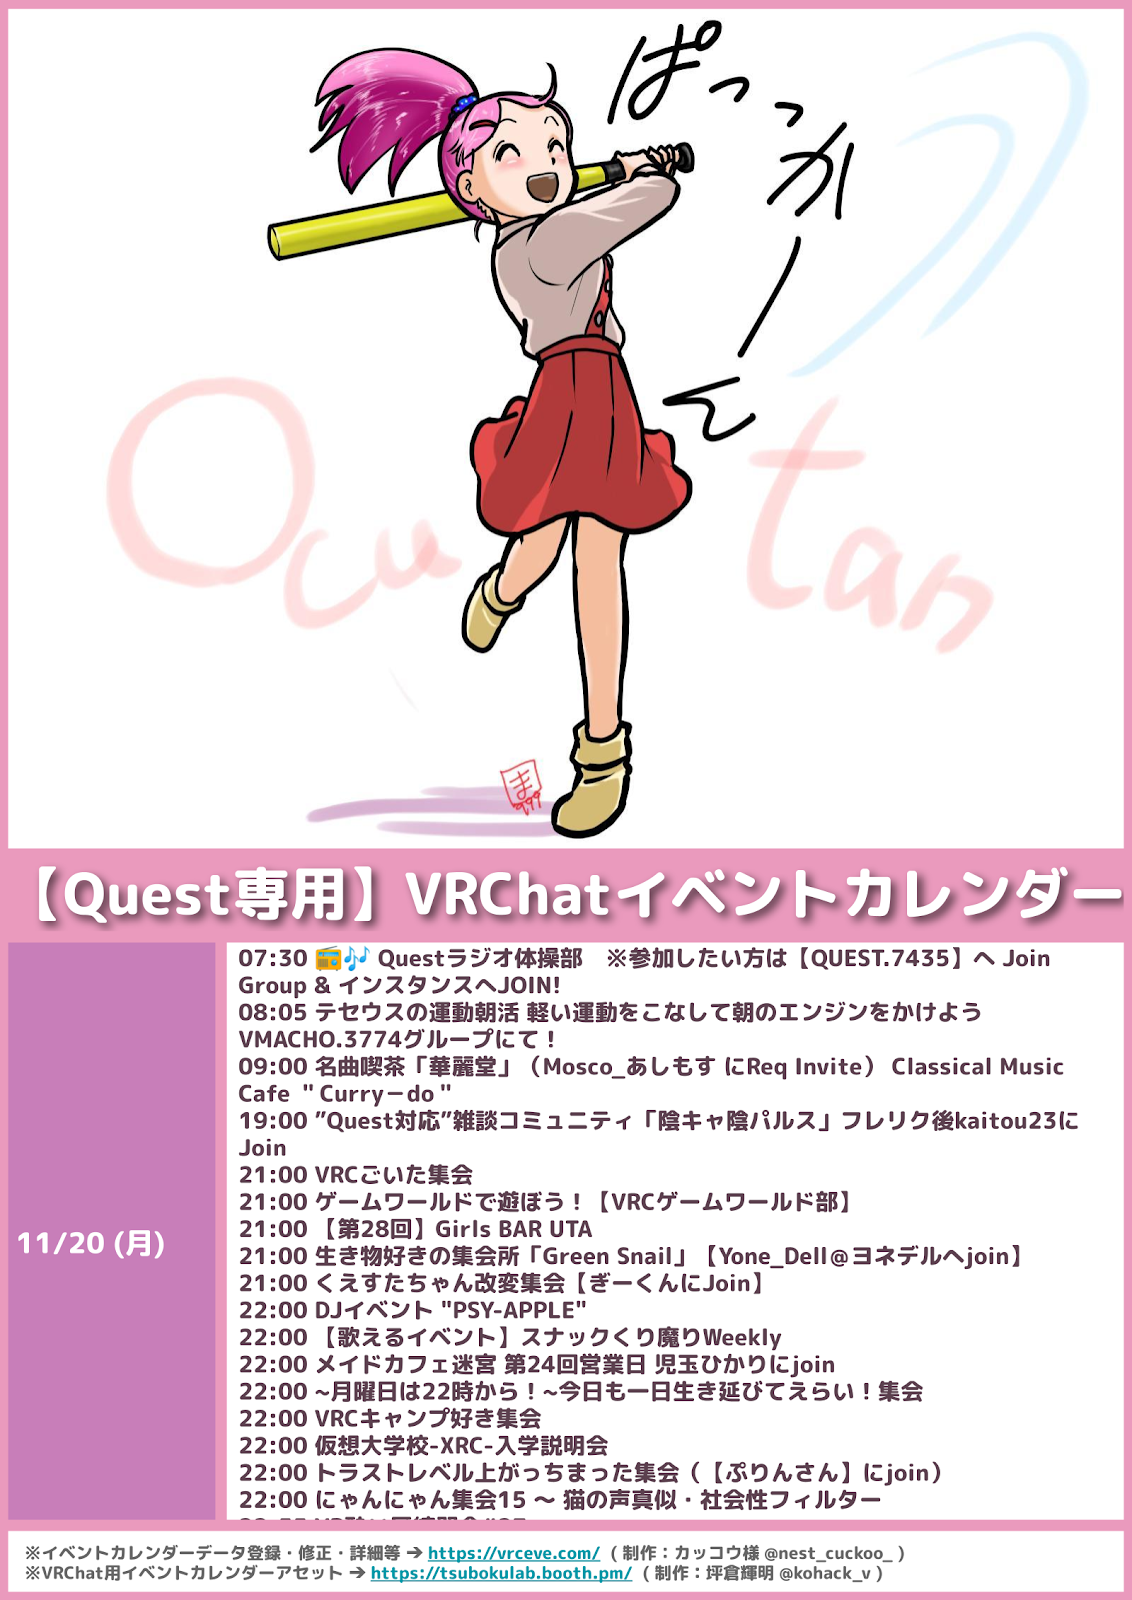 ぱっっかーん
Ocu tan
ま
999
【Quest専用】VRChatイベントカレンダー
11/20 (月)
07:30 📻🎶 Questラジオ体操部　※参加したい方は【QUEST.7435】へ Join
Group & インスタンスへJOIN!
08:05 テセウスの運動朝活 軽い運動をこなして朝のエンジンをかけよう
VMACHO.3774グループにて！
09:00 名曲喫茶「華麗堂」（Mosco_あしもす にReq Invite） Classical Music
Cafe ＂Curry－do＂
19:00 ”Quest対応”雑談コミュニティ「陰キャ陰パルス」フレリク後kaitou23に
Join
21:00 VRCごいた集会
21:00 ゲームワールドで遊ぼう！【VRCゲームワールド部】
21:00 【第28回】Girls BAR UTA
21:00 生き物好きの集会所「Green Snail」【Yone_Dell＠ヨネデルへjoin】
21:00 くえすたちゃん改変集会【ぎーくんにJoin】
22:00 DJイベント "PSY-APPLE"
22:00 【歌えるイベント】スナックくり魔りWeekly
22:00 メイドカフェ迷宮 第24回営業日 児玉ひかりにjoin
22:00 ~月曜日は22時から！~今日も一日生き延びてえらい！集会
22:00 VRCキャンプ好き集会
22:00 仮想大学校-XRC-入学説明会
22:00 トラストレベル上がっちまった集会（【ぷりんさん】にjoin）
22:00 にゃんにゃん集会15 〜 猫の声真似・社会性フィルター
※イベントカレンダーデータ登録・修正・詳細等 ➔ https://vrceve.com/ （ 制作：カッコウ様 @nest_cuckoo_ ）
※VRChat用イベントカレンダーアセット ➔ https://tsubokulab.booth.pm/ （ 制作：坪倉輝明 @kohack_v ）